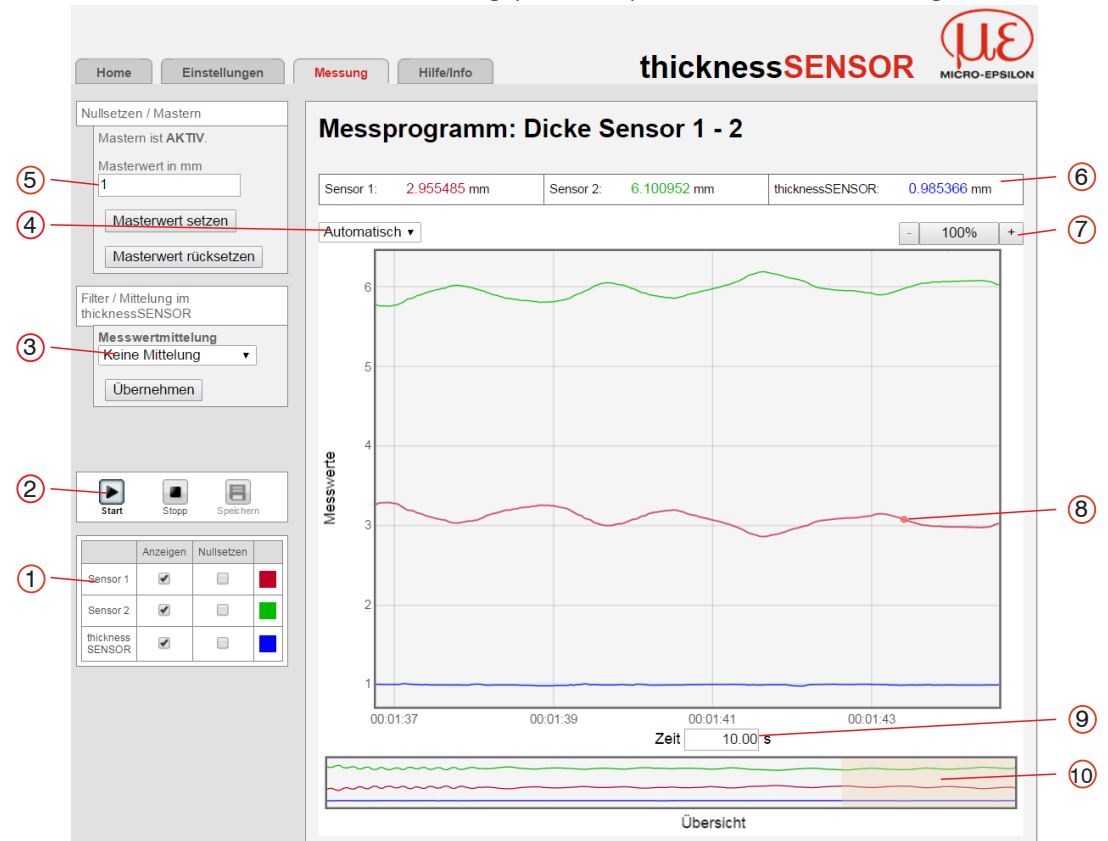 Home
Einstellungen
Messung
Hilfe/Info
thicknessSENSOR
µε
MICRO-EPSILON
Nullsetzen / Mastern
Mastern ist AKTIV.
Masterwert in mm
5
1
Masterwert setzen
4
Masterwert rücksetzen
Filter / Mittelung im
thicknessSENSOR
Messwertmittelung
3
Keine Mittelung ▼
Übernehmen
2
Start
Stopp
Speichern
Anzeigen Nullsetzen
1
Sensor 1
Sensor 2
thickness
SENSOR
Messprogramm: Dicke Sensor 1 - 2
Sensor 1: 2.955485 mm
Sensor 2: 6.100952 mm
thicknessSENSOR: 0.985366 mm
6
Automatisch ▼
- 100% +
7
Messwerte
6
5
4
3
2
1
8
00:01:37 00:01:39 00:01:41 00:01:43
Zeit 10.00 s
9
10
Übersicht